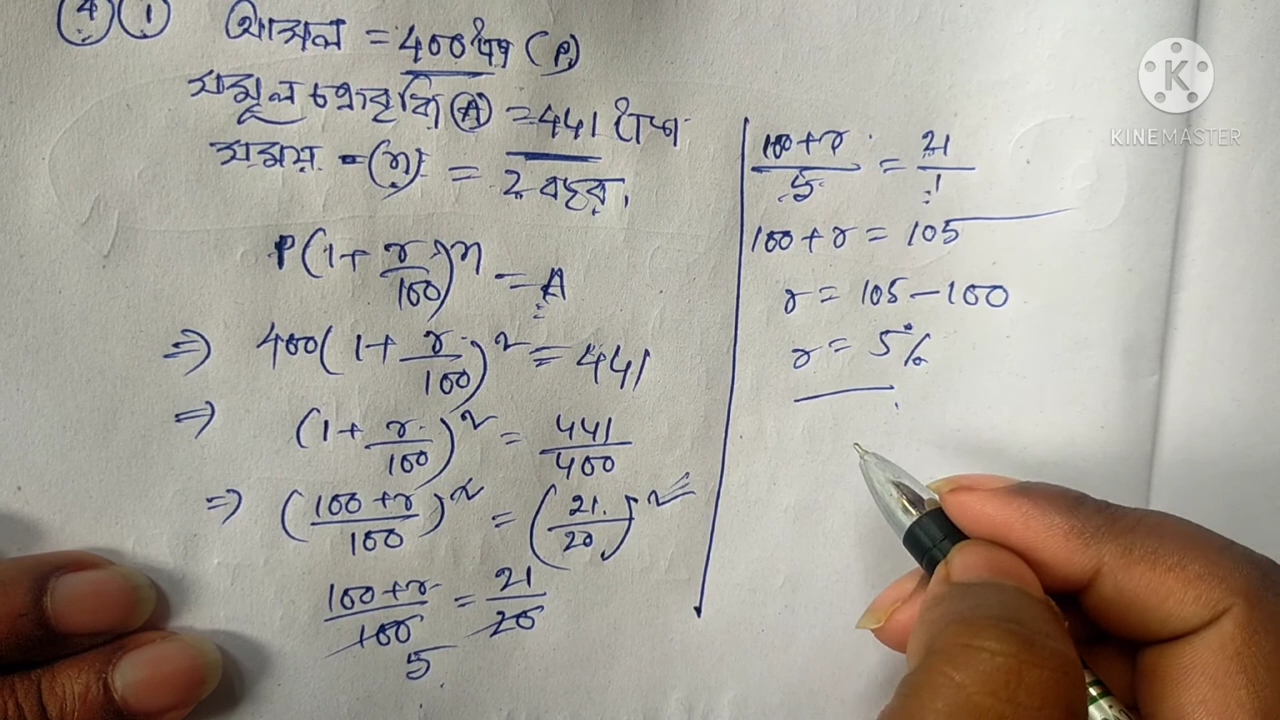 ④ ① আসল = 400 টাকা (P)
সমূল চক্রবৃদ্ধি (A) = 441 টাকা
সময় - (n) = 2 বছর।
P(1 + r/100)^n = A
⇒ 400(1 + r/100)^2 = 441
⇒ (1 + r/100)^2 = 441/400
⇒ (100 + r/100)^2 = (21/20)^2
100 + r/100 = 21/20
5
100 + r/5 = 21/1
100 + r = 105
r = 105 - 100
r = 5%
KINEMASTER